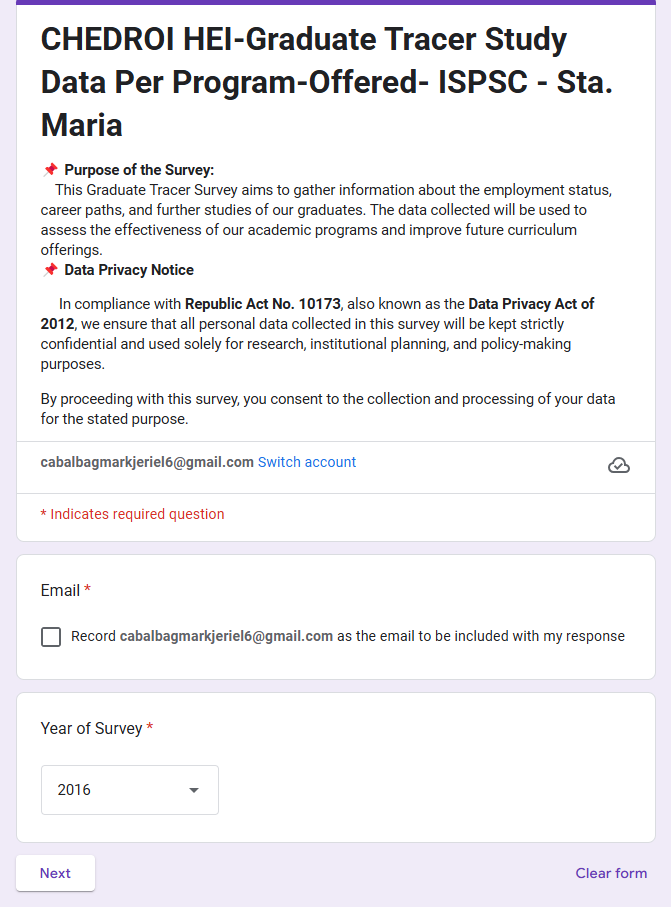 CHEDROI HEI-Graduate Tracer Study
Data Per Program-Offered- ISPSC - Sta.
Maria
📌 Purpose of the Survey:
This Graduate Tracer Survey aims to gather information about the employment status,
career paths, and further studies of our graduates. The data collected will be used to
assess the effectiveness of our academic programs and improve future curriculum
offerings.
📌 Data Privacy Notice
In compliance with Republic Act No. 10173, also known as the Data Privacy Act of
2012, we ensure that all personal data collected in this survey will be kept strictly
confidential and used solely for research, institutional planning, and policy-making
purposes.
By proceeding with this survey, you consent to the collection and processing of your data
for the stated purpose.
cabalbagmarkjeriel6@gmail.com Switch account
* Indicates required question
Email *
Record cabalbagmarkjeriel6@gmail.com as the email to be included with my response
Year of Survey *
2016
Next
Clear form